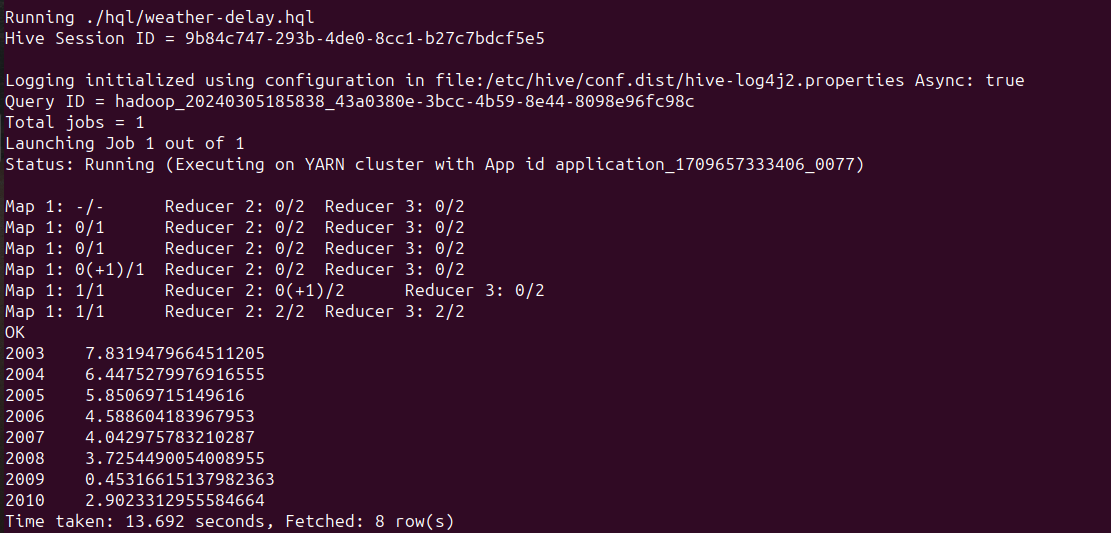 Running ./hql/weather-delay.hql
Hive Session ID = 9b84c747-293b-4de0-8cc1-b27c7bdcf5e5
Logging initialized using configuration in file:/etc/hive/conf.dist/hive-log4j2.properties Async: true
Query ID = hadoop_20240305185838_43a0380e-3bcc-4b59-8e44-8098e96fc98c
Total jobs = 1
Launching Job 1 out of 1
Status: Running (Executing on YARN cluster with App id application_1709657333406_0077)
Map 1: -/-      Reducer 2: 0/2  Reducer 3: 0/2
Map 1: 0/1      Reducer 2: 0/2  Reducer 3: 0/2
Map 1: 0/1      Reducer 2: 0/2  Reducer 3: 0/2
Map 1: 0(+1)/1  Reducer 2: 0/2  Reducer 3: 0/2
Map 1: 1/1      Reducer 2: 0(+1)/2      Reducer 3: 0/2
Map 1: 1/1      Reducer 2: 2/2  Reducer 3: 2/2
OK
2003    7.8319479664511205
2004    6.4475279976916555
2005    5.85069715149616
2006    4.588604183967953
2007    4.042975783210287
2008    3.7254490054008955
2009    0.45316615137982363
2010    2.9023312955584664
Time taken: 13.692 seconds, Fetched: 8 row(s)